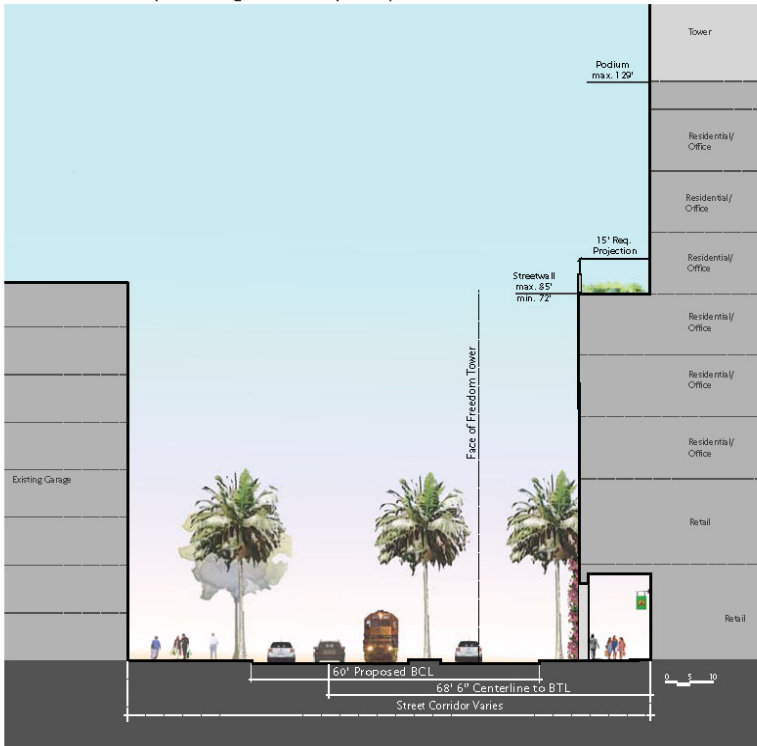 Tower
Podium
max. 129'
Residential/
Office
Residential/
Office
15' Req.
Projection
Residential/
Office
Streetwall
max. 85'
min. 72'
Residential/
Office
Face of Freedom Tower
Residential/
Office
Residential/
Office
Existing Garage
Retail
Retail
60' Proposed BCL
68' 6" Centerline to BTL
0 5 10
Street Corridor Varies